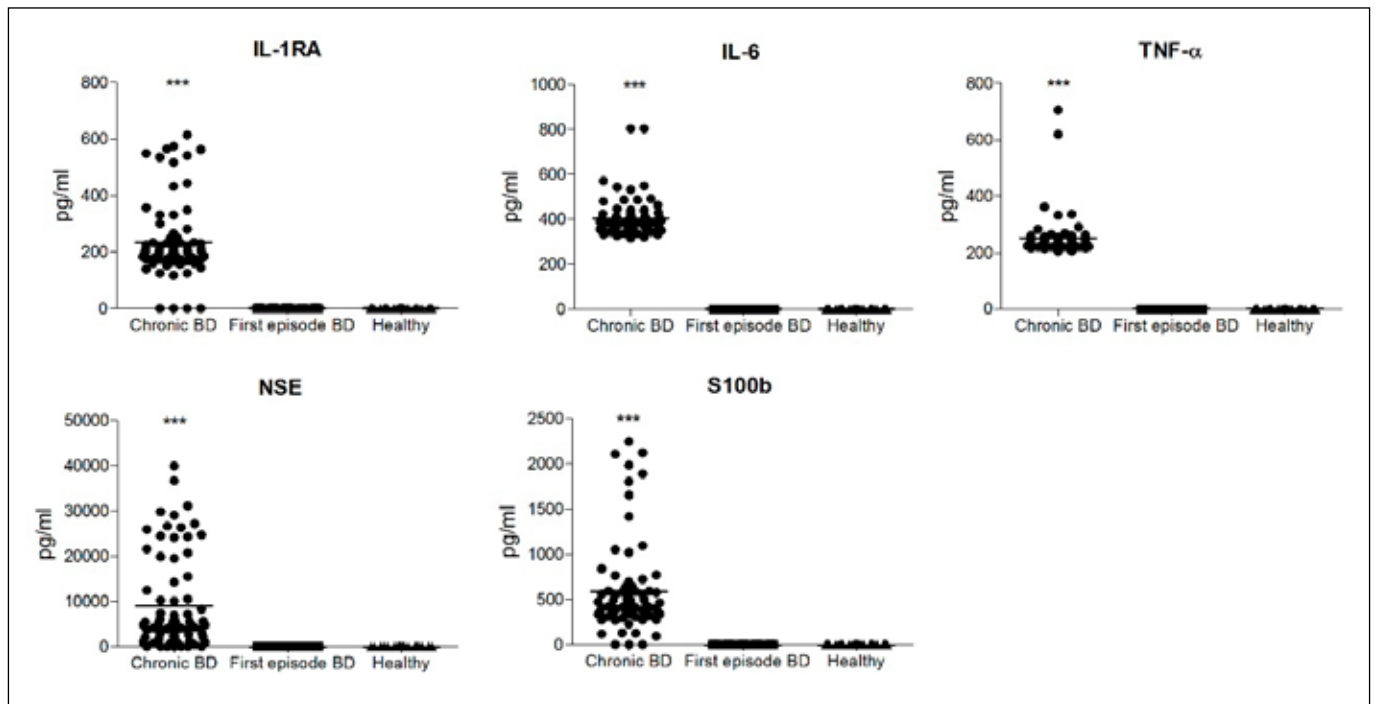 IL-1RA
***
800
600
400
200
0
pg/ml
Chronic BD First episode BD Healthy
IL-6
***
1000
800
600
400
200
0
pg/ml
Chronic BD First episode BD Healthy
TNF-α
***
800
600
400
200
0
pg/ml
Chronic BD First episode BD Healthy
NSE
***
50000
40000
30000
20000
10000
0
pg/ml
Chronic BD First episode BD Healthy
S100b
***
2500
2000
1500
1000
500
0
pg/ml
Chronic BD First episode BD Healthy